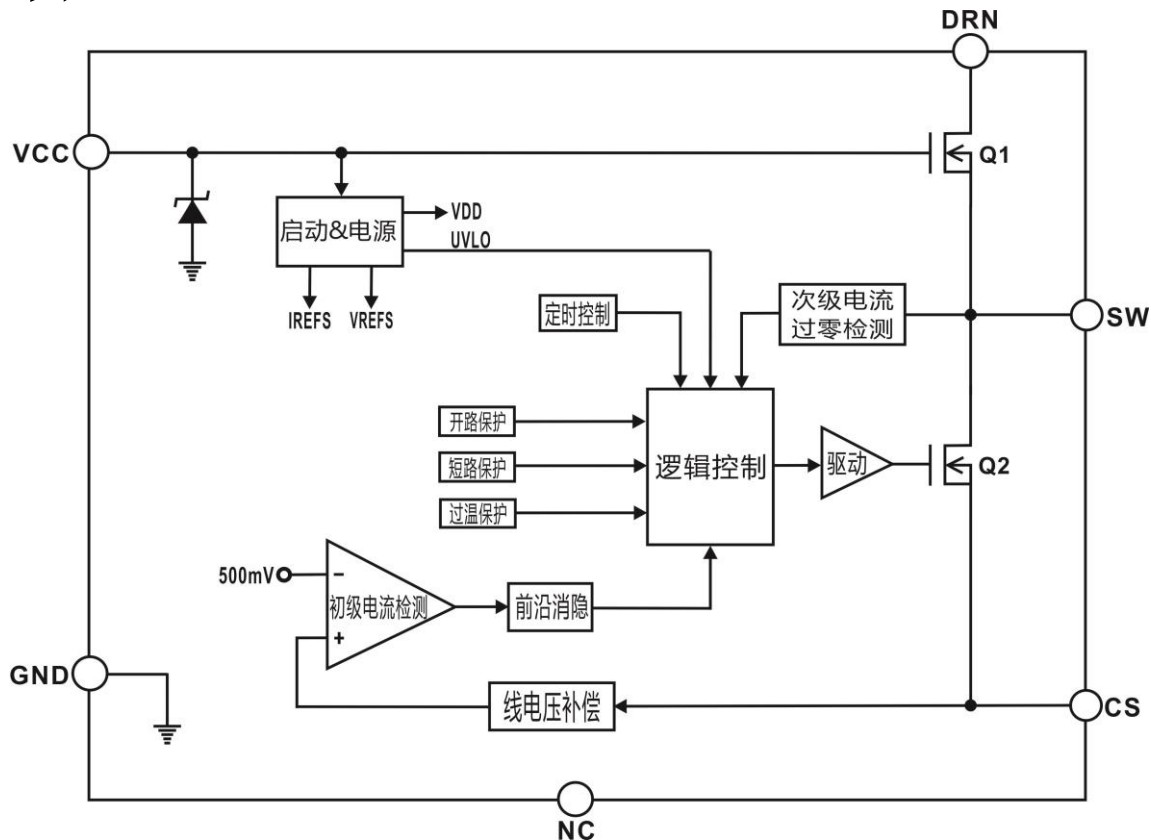 DRN
VCC
Q1
启动&电源
VDD
UVLO
IREFS
VREFS
定时控制
次级电流
过零检测
SW
开路保护
短路保护
过温保护
逻辑控制
驱动
Q2
500mV
−
初级电流检测
+
前沿消隐
GND
线电压补偿
CS
NC